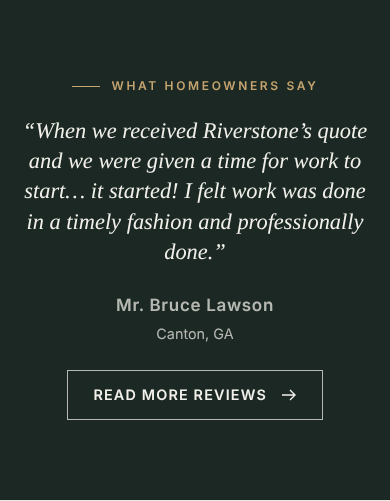 WHAT HOMEOWNERS SAY
“When we received Riverstone’s quote
and we were given a time for work to
start… it started! I felt work was done
in a timely fashion and professionally
done.”
Mr. Bruce Lawson
Canton, GA
READ MORE REVIEWS →